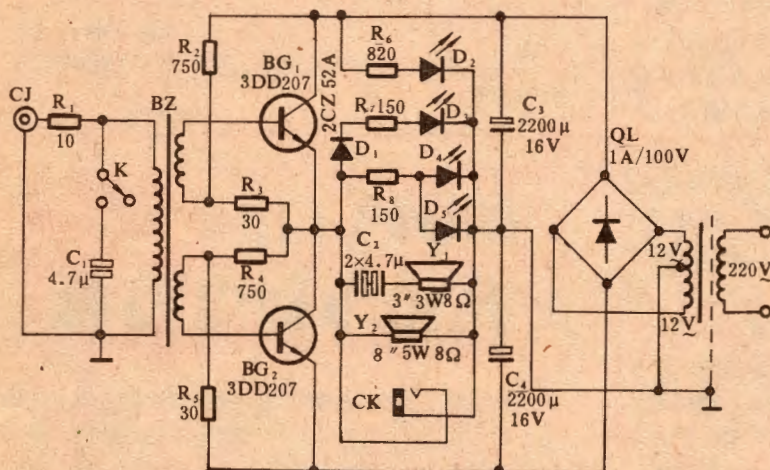 R₂
750
BG₁
3DD207
2CZ 52A
R₆
820
D₂
CJ
R₁
10
BZ
R₇150
D₃
C₃
2200μ
16V
QL
1A/100V
K
D₁
D₄
R₈
150
R₃
30
D₅
C₁
4.7μ
R₄
750
C₂
2×4.7μ
Y₁
3″3W8Ω
12V~
12V~
220V~
Y₂
8″5W 8Ω
BG₂
3DD207
R₅
30
CK
C₄
2200μ
16V